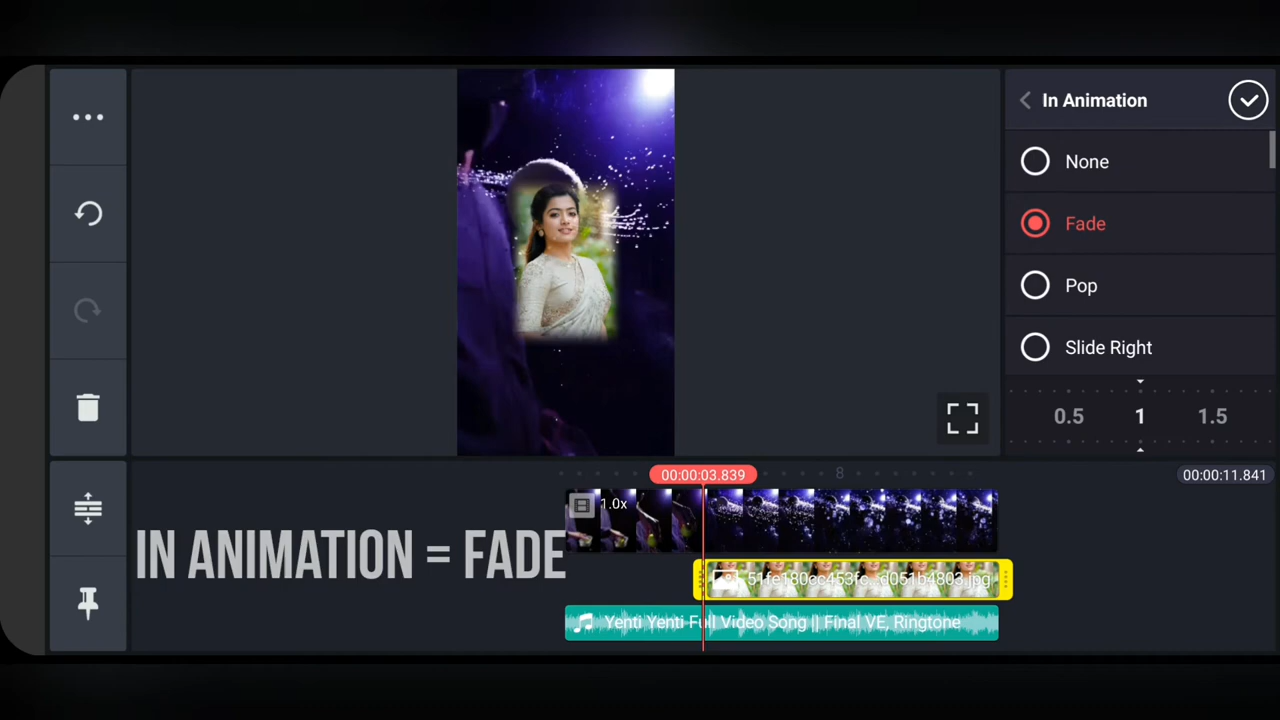 In Animation
None
Fade
Pop
Slide Right
0.5 1 1.5
00:00:03.839
8
00:00:11.841
1.0x
IN ANIMATION = FADE
51fe180cc453fc...d051b4803.jpg
Yenti Yenti Full Video Song || Final VE, Ringtone